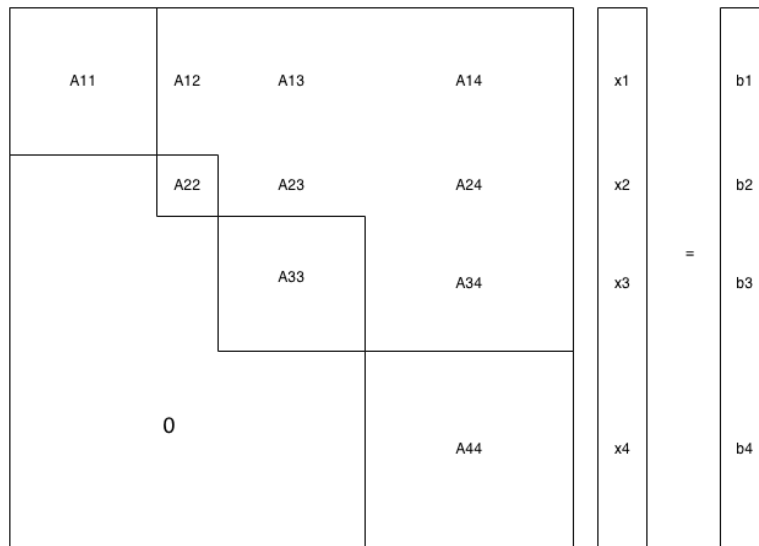 A11 A12 A13 A14 x1 b1
A22 A23 A24 x2 b2
=
A33 A34 x3 b3
0
A44 x4 b4